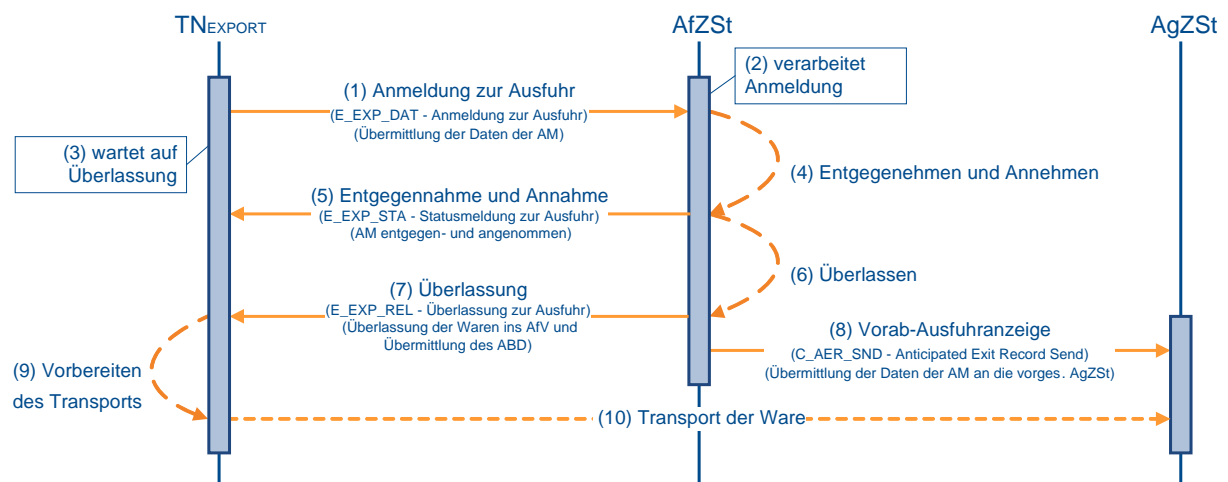 TNEXPORT
AfZSt
AgZSt
(2) verarbeitet
Anmeldung
(1) Anmeldung zur Ausfuhr
(E_EXP_DAT - Anmeldung zur Ausfuhr)
(Übermittlung der Daten der AM)
(3) wartet auf
Überlassung
(4) Entgegenehmen und Annehmen
(5) Entgegennahme und Annahme
(E_EXP_STA - Statusmeldung zur Ausfuhr)
(AM entgegen- und angenommen)
(6) Überlassen
(7) Überlassung
(E_EXP_REL - Überlassung zur Ausfuhr)
(Überlassung der Waren ins AfV und
Übermittlung des ABD)
(8) Vorab-Ausfuhranzeige
(C_AER_SND - Anticipated Exit Record Send)
(Übermittlung der Daten der AM an die vorges. AgZSt)
(9) Vorbereiten
des Transports
(10) Transport der Ware